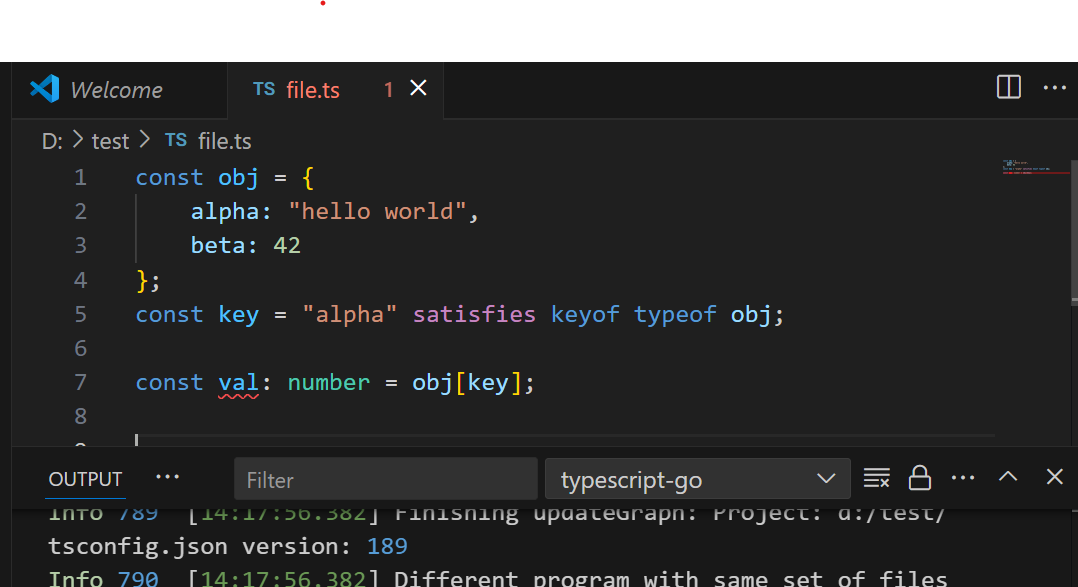 Welcome
TS file.ts 1
D: > test > TS file.ts
1 const obj = {
2 alpha: "hello world",
3 beta: 42
4 };
5 const key = "alpha" satisfies keyof typeof obj;
6
7 const val: number = obj[key];
8
OUTPUT ··· Filter typescript-go
Info 789 [14:17:56.382] Finishing updateGraph: Project: d:/test/
tsconfig.json version: 189
Info 790 [14:17:56.382] Different program with same set of files